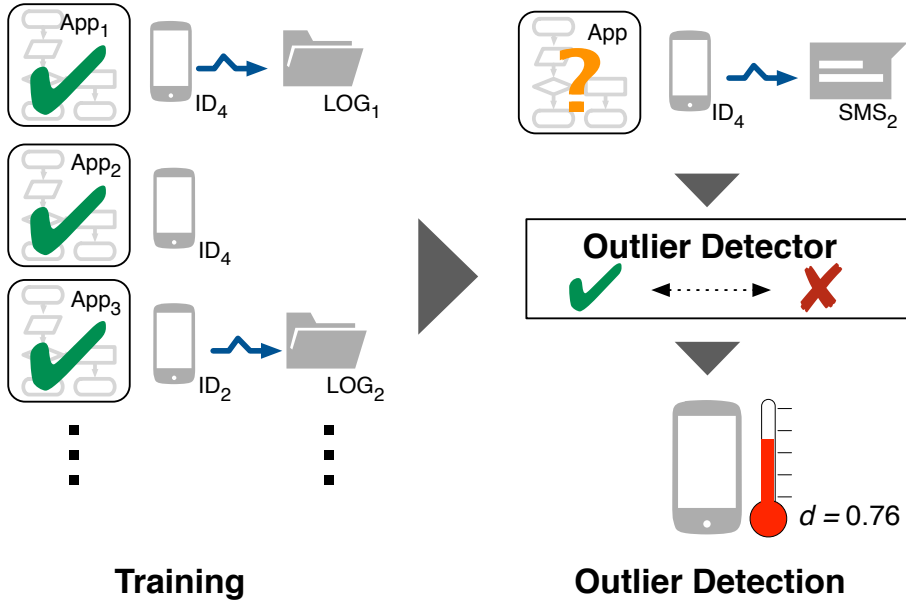 App₁
ID₄
LOG₁
App₂
ID₄
App₃
ID₂
LOG₂
Training
App
?
ID₄
SMS₂
Outlier Detector
d = 0.76
Outlier Detection